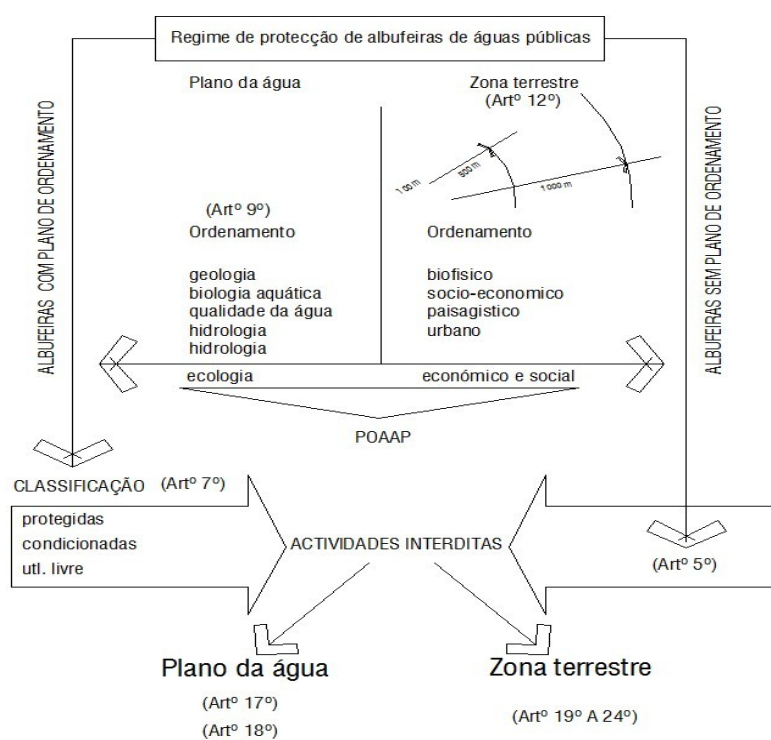 Regime de protecção de albufeiras de águas públicas
ALBUFEIRAS COM PLANO DE ORDENAMENTO
ALBUFEIRAS SEM PLANO DE ORDENAMENTO
Plano da água
Zona terrestre
(Artº 12º)
100 m
500 m
1 000 m
(Artº 9º)
Ordenamento
geologia
biologia aquática
qualidade da água
hidrologia
hidrologia
Ordenamento
biofisico
socio-economico
paisagistico
urbano
ecologia
económico e social
POAAP
CLASSIFICAÇÃO (Artº 7º)
protegidas
condicionadas
utl. livre
ACTIVIDADES INTERDITAS
(Artº 5º)
Plano da água
(Artº 17º)
(Artº 18º)
Zona terrestre
(Artº 19º A 24º)